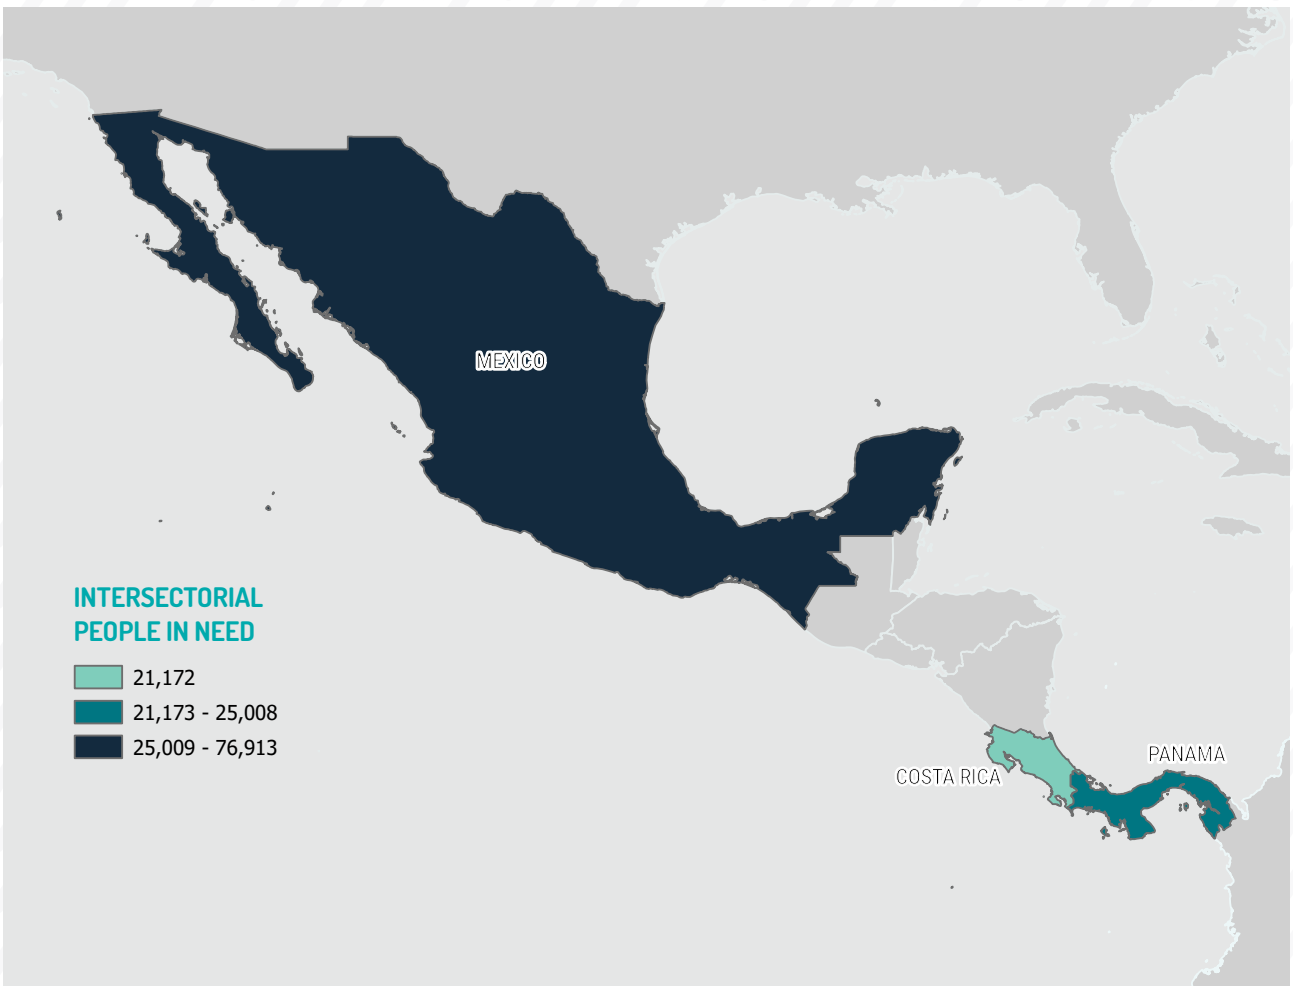 MEXICO
INTERSECTORIAL
PEOPLE IN NEED
21,172
21,173 - 25,008
25,009 - 76,913
PANAMA
COSTA RICA